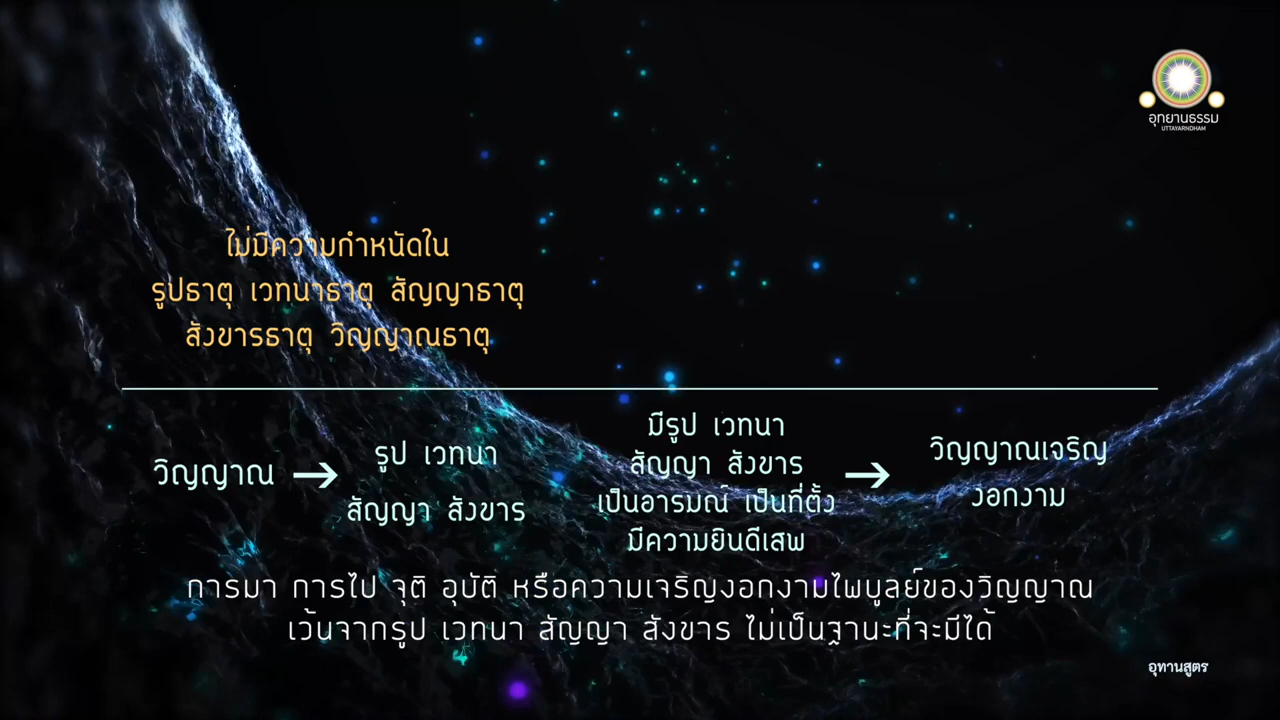 อุทยานธรรม
UTTAYARNDHAM
ไม่มีความกำหนัดใน
รูปธาตุ เวทนาธาตุ สัญญาธาตุ
สังขารธาตุ วิญญาณธาตุ
วิญญาณ → รูป เวทนา
สัญญา สังขาร
มีรูป เวทนา
สัญญา สังขาร
เป็นอารมณ์ เป็นที่ตั้ง
มีความยินดีเสพ
→ วิญญาณเจริญ
งอกงาม
การมา การไป จุติ อุบัติ หรือความเจริญงอกงามไพบูลย์ของวิญญาณ
เว้นจากรูป เวทนา สัญญา สังขาร ไม่เป็นฐานะที่จะมีได้
อุทานสูตร